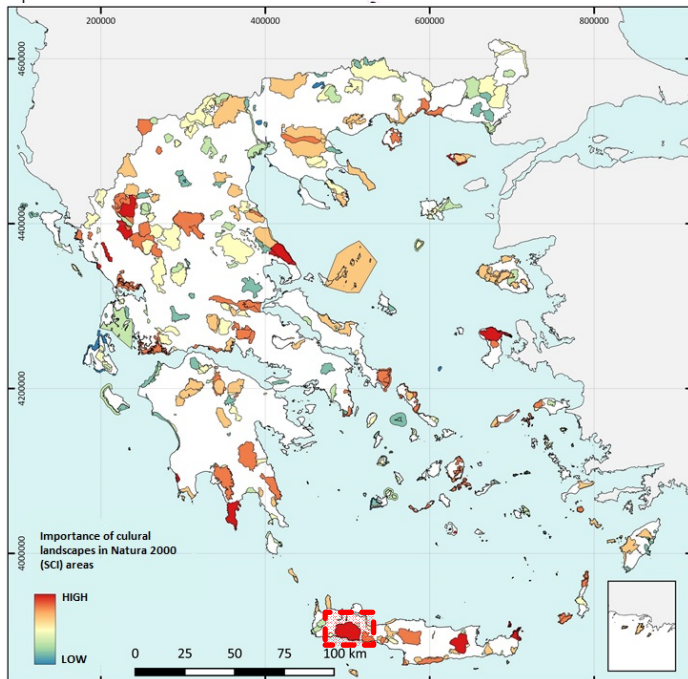 200000 400000 600000 800000
4600000
4400000
4200000
4000000
Importance of culural
landscapes in Natura 2000
(SCI) areas
HIGH
LOW
0 25 50 75 100 km